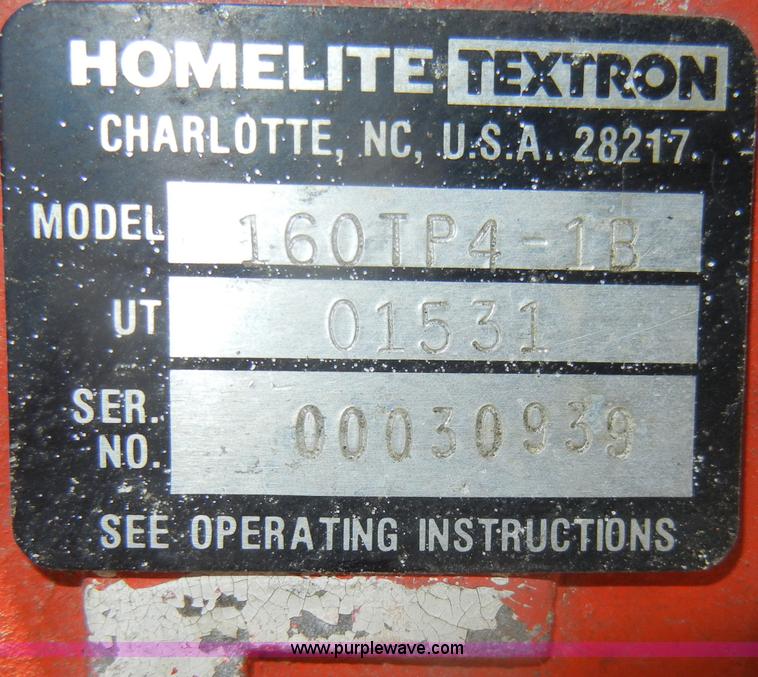 HOMELITE TEXTRON
CHARLOTTE, NC, U.S.A. 28217
MODEL 160TP4-1B
UT 01531
SER. NO. 00030939
SEE OPERATING INSTRUCTIONS
www.purplewave.com